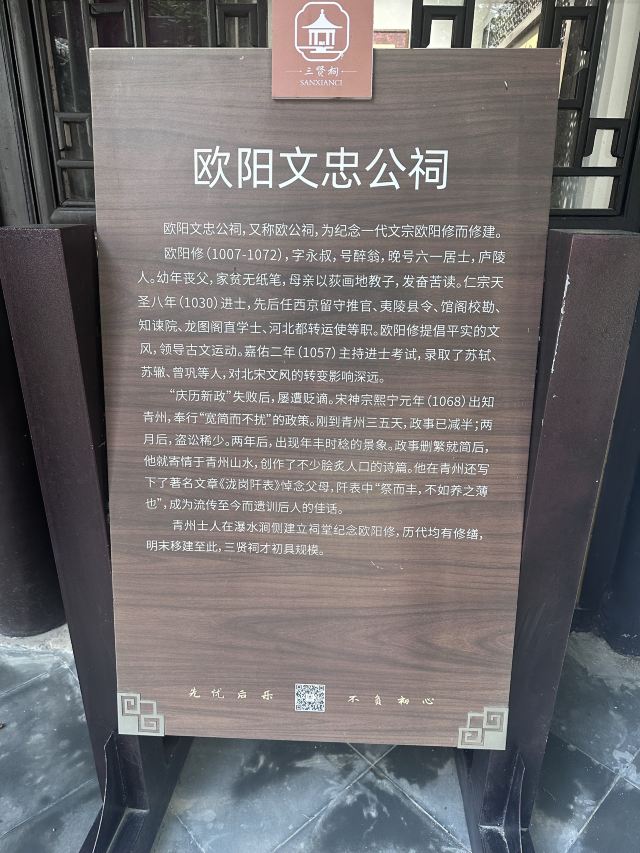 三贤祠
SANXIANCI
欧阳文忠公祠
欧阳文忠公祠，又称欧公祠，为纪念一代文宗欧阳修而修建。
欧阳修（1007-1072），字永叔，号醉翁，晚号六一居士，庐陵
人。幼年丧父，家贫无纸笔，母亲以荻画地教子，发奋苦读。仁宗天
圣八年（1030）进士，先后任西京留守推官、夷陵县令、馆阁校勘、
知谏院、龙图阁直学士、河北都转运使等职。欧阳修提倡平实的文
风，领导古文运动。嘉佑二年（1057）主持进士考试，录取了苏轼、
苏辙、曾巩等人，对北宋文风的转变影响深远。
“庆历新政”失败后，屡遭贬谪。宋神宗熙宁元年（1068）出知
青州，奉行“宽简而不扰”的政策。刚到青州三五天，政事已减半；两
月后，盗讼稀少。两年后，出现年丰时稔的景象。政事删繁就简后，
他就寄情于青州山水，创作了不少脍炙人口的诗篇。他在青州还写
下了著名文章《泷岗阡表》悼念父母，阡表中“祭而丰，不如养之薄
也”，成为流传至今而遗训后人的佳话。
青州士人在瀑水涧侧建立祠堂纪念欧阳修，历代均有修缮，
明末移建至此，三贤祠才初具规模。
先忧后乐 不负初心